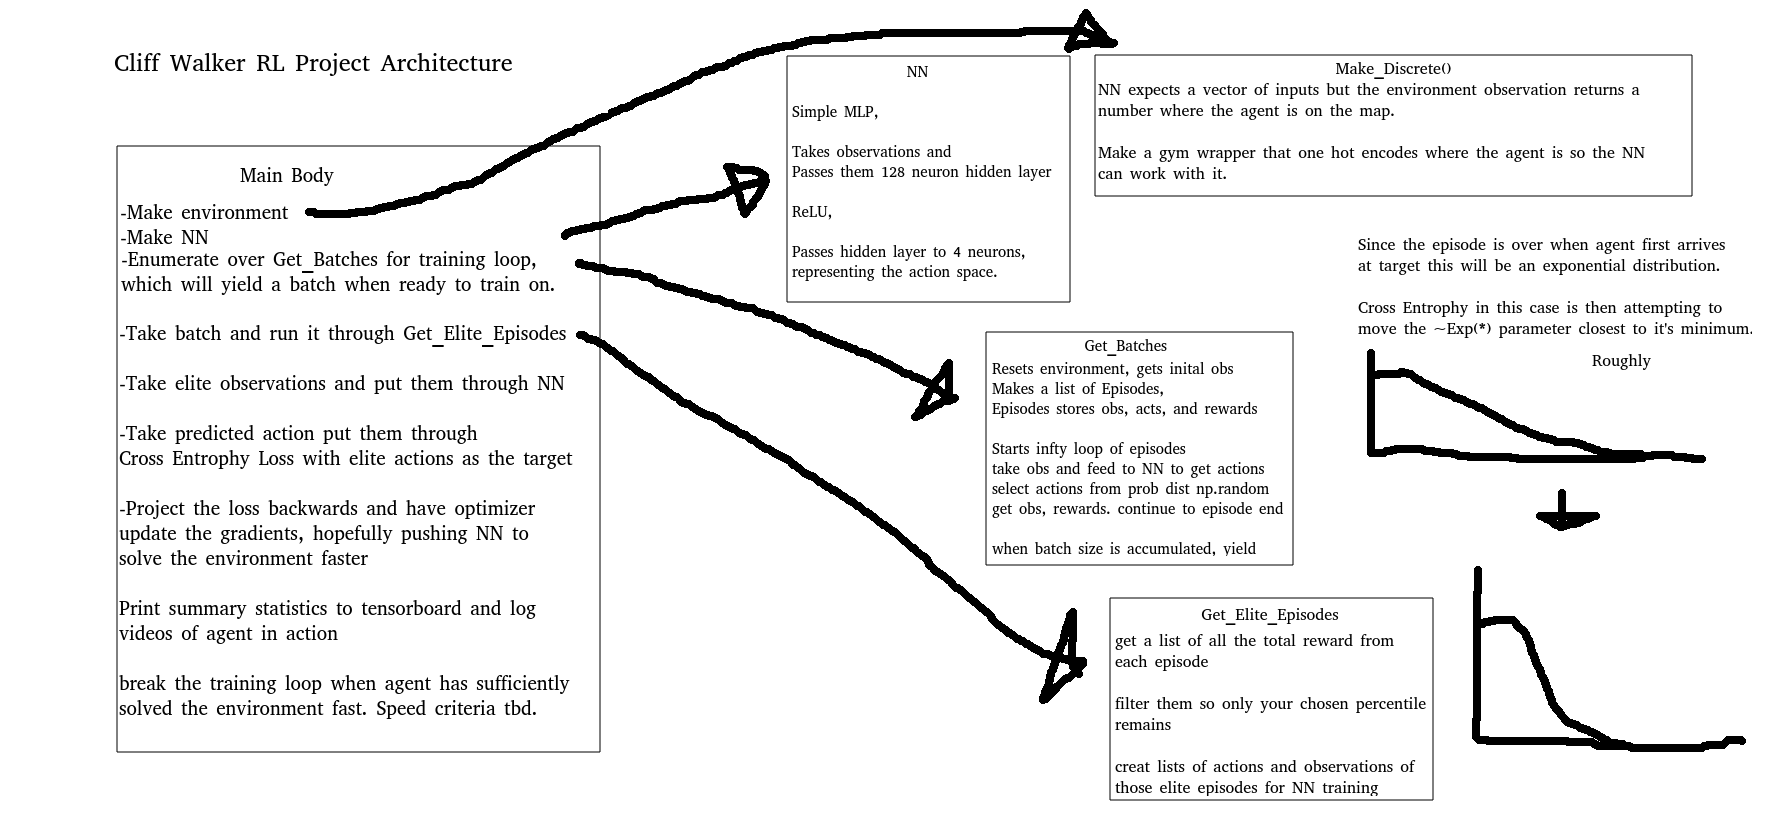 Cliff Walker RL Project Architecture
Main Body
-Make environment
-Make NN
-Enumerate over Get_Batches for training loop,
which will yield a batch when ready to train on.
-Take batch and run it through Get_Elite_Episodes
-Take elite observations and put them through NN
-Take predicted action put them through
Cross Entropy Loss with elite actions as the target
-Project the loss backwards and have optimizer
update the gradients, hopefully pushing NN to
solve the environment faster
Print summary statistics to tensorboard and log
videos of agent in action
break the training loop when agent has sufficiently
solved the environment fast. Speed criteria tbd.
NN
Simple MLP,
Takes observations and
Passes them 128 neuron hidden layer
ReLU,
Passes hidden layer to 4 neurons,
representing the action space.
Make_Discrete()
NN expects a vector of inputs but the environment observation returns a
number where the agent is on the map.
Make a gym wrapper that one hot encodes where the agent is so the NN
can work with it.
Get_Batches
Resets environment, gets inital obs
Makes a list of Episodes,
Episodes stores obs, acts, and rewards
Starts infty loop of episodes
take obs and feed to NN to get actions
select actions from prob dist np.random
get obs, rewards. continue to episode end
when batch size is accumulated, yield
Get_Elite_Episodes
get a list of all the total reward from
each episode
filter them so only your chosen percentile
remains
creat lists of actions and observations of
those elite episodes for NN training
Since the episode is over when agent first arrives
at target this will be an exponential distribution.
Cross Entrophy in this case is then attempting to
move the ~Exp(*) parameter closest to it's minimum.
Roughly